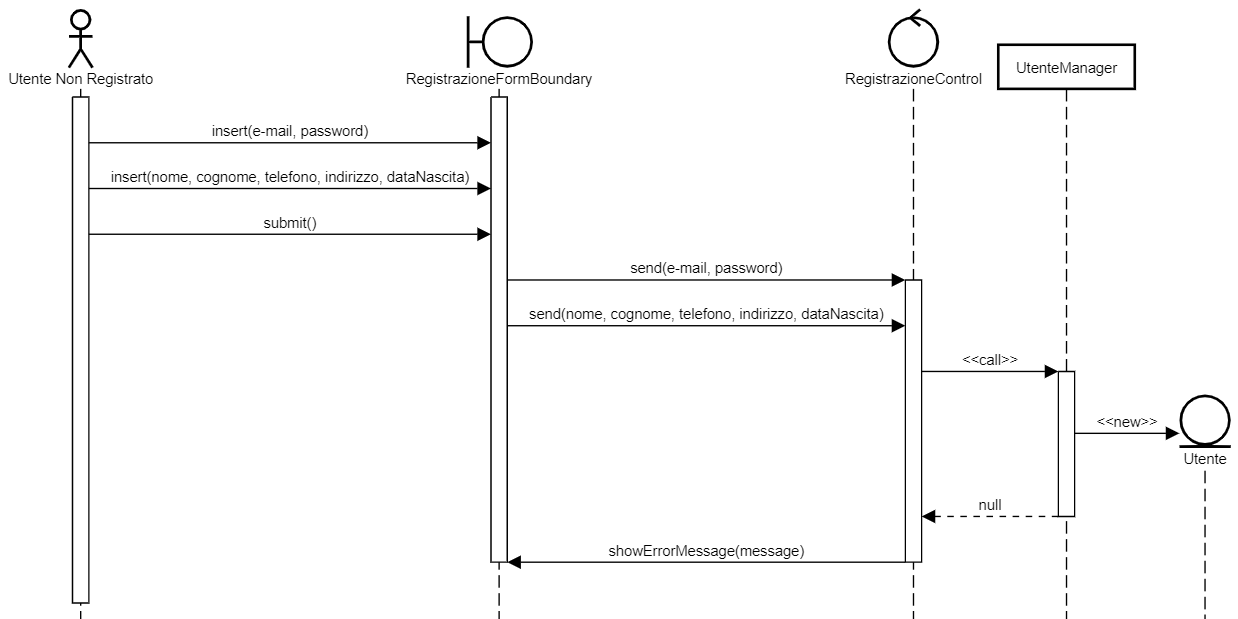 Utente Non Registrato
RegistrazioneFormBoundary
RegistrazioneControl
UtenteManager
insert(e-mail, password)
insert(nome, cognome, telefono, indirizzo, dataNascita)
submit()
send(e-mail, password)
send(nome, cognome, telefono, indirizzo, dataNascita)
<<call>>
<<new>>
Utente
null
showErrorMessage(message)